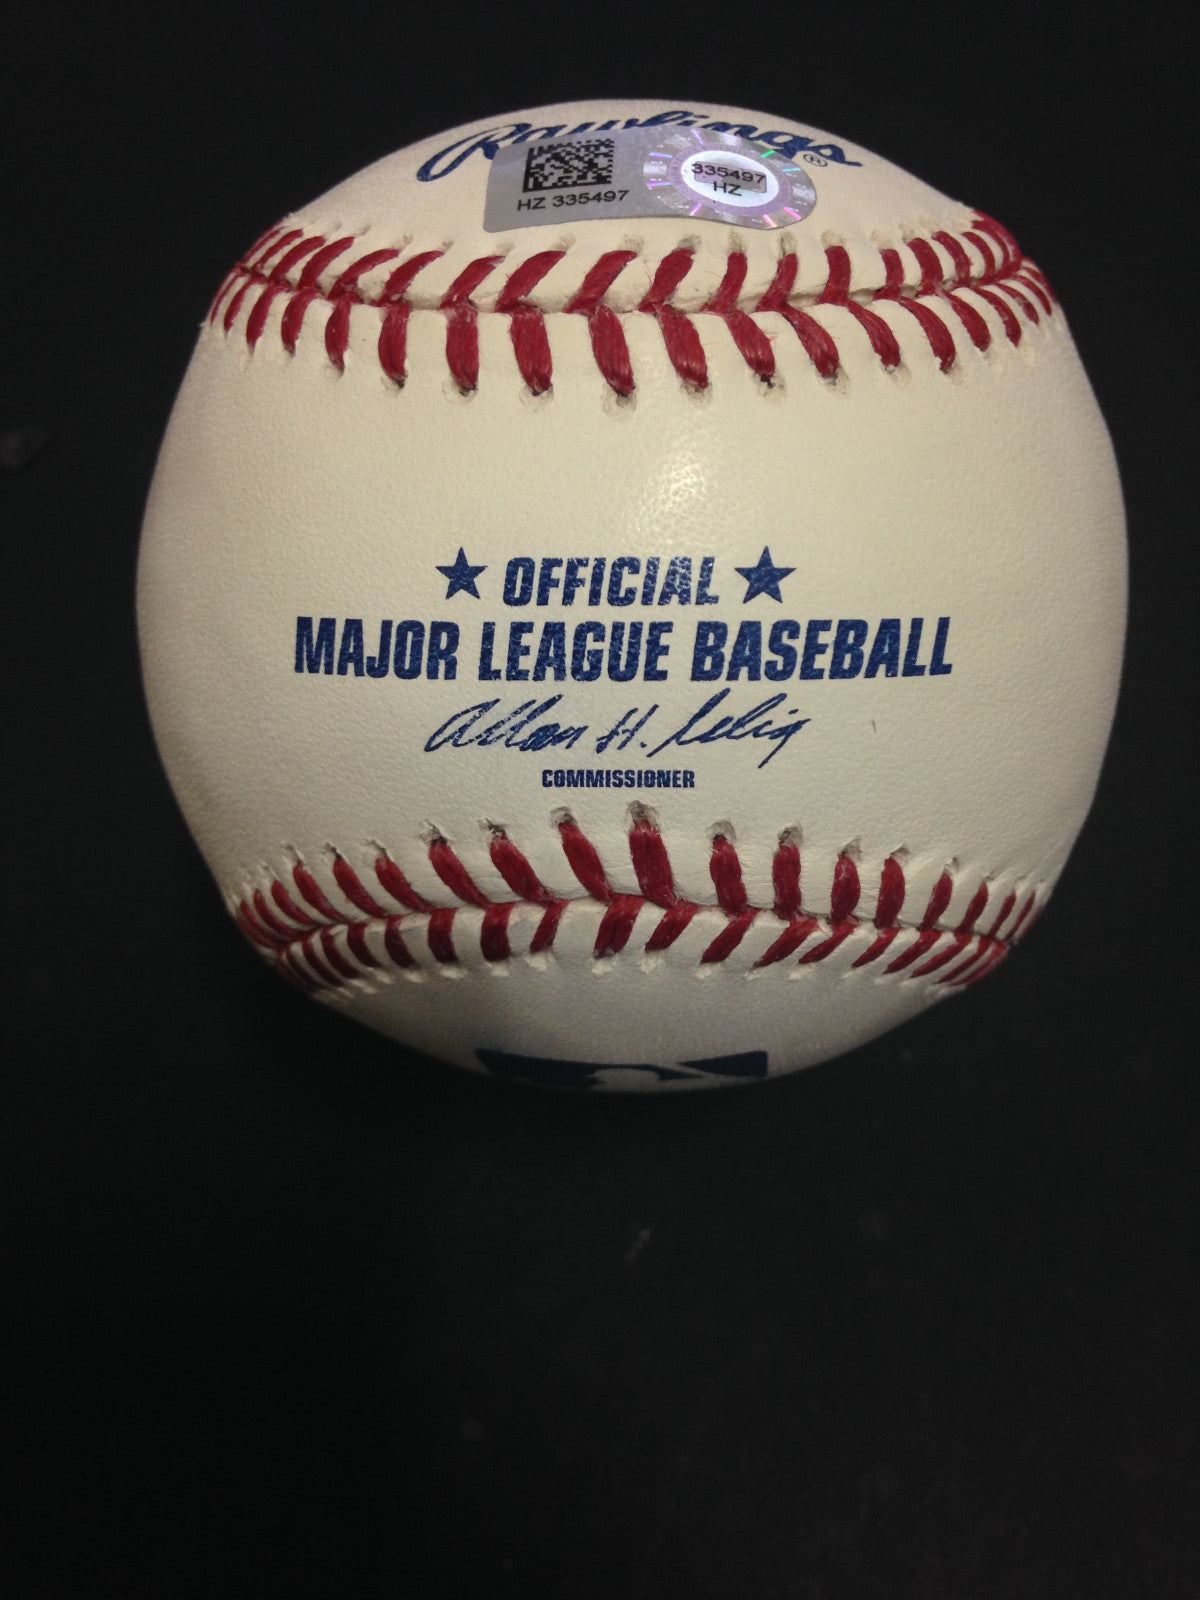 Rawlings®
HZ 335497
335497
HZ
★ OFFICIAL ★
MAJOR LEAGUE BASEBALL
Allan H. Selig
COMMISSIONER